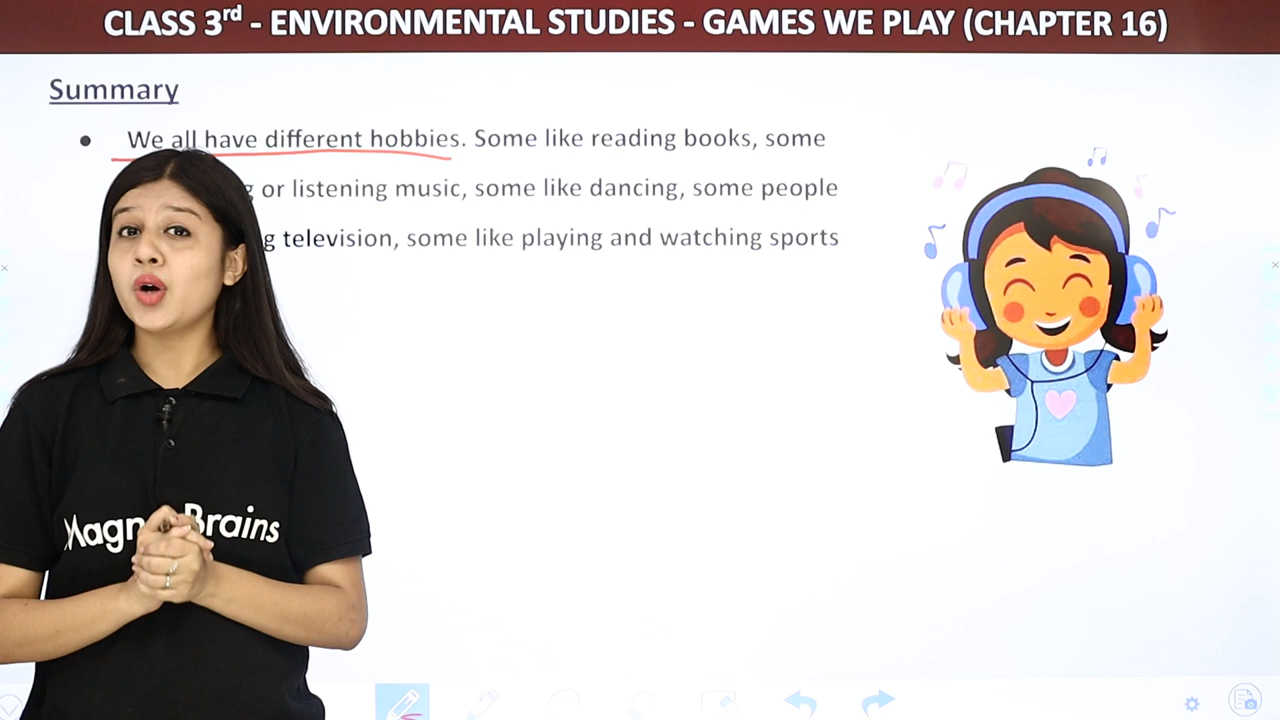 CLASS 3rd - ENVIRONMENTAL STUDIES - GAMES WE PLAY (CHAPTER 16)
Summary
• We all have different hobbies. Some like reading books, some
g or listening music, some like dancing, some people
g television, some like playing and watching sports
Magn Brains